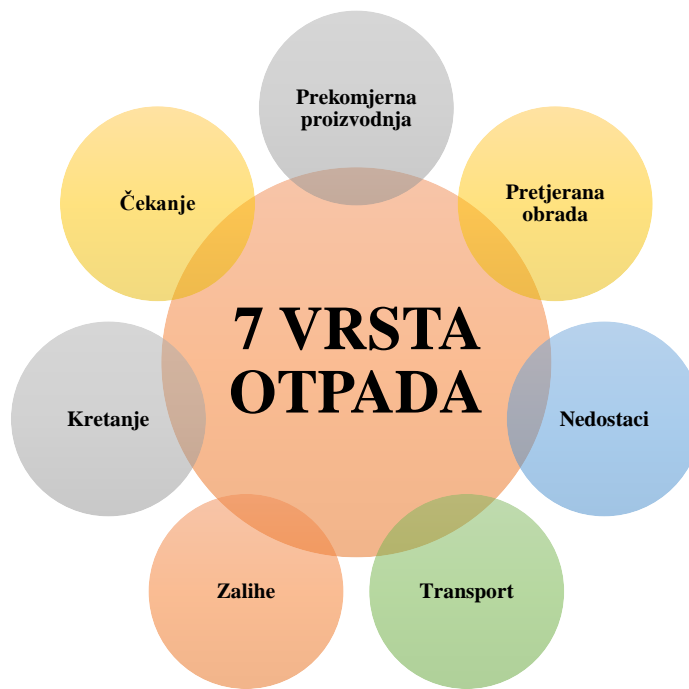 Prekomjerna
proizvodnja
Pretjerana
obrada
Čekanje
7 VRSTA
OTPADA
Kretanje
Nedostaci
Zalihe
Transport